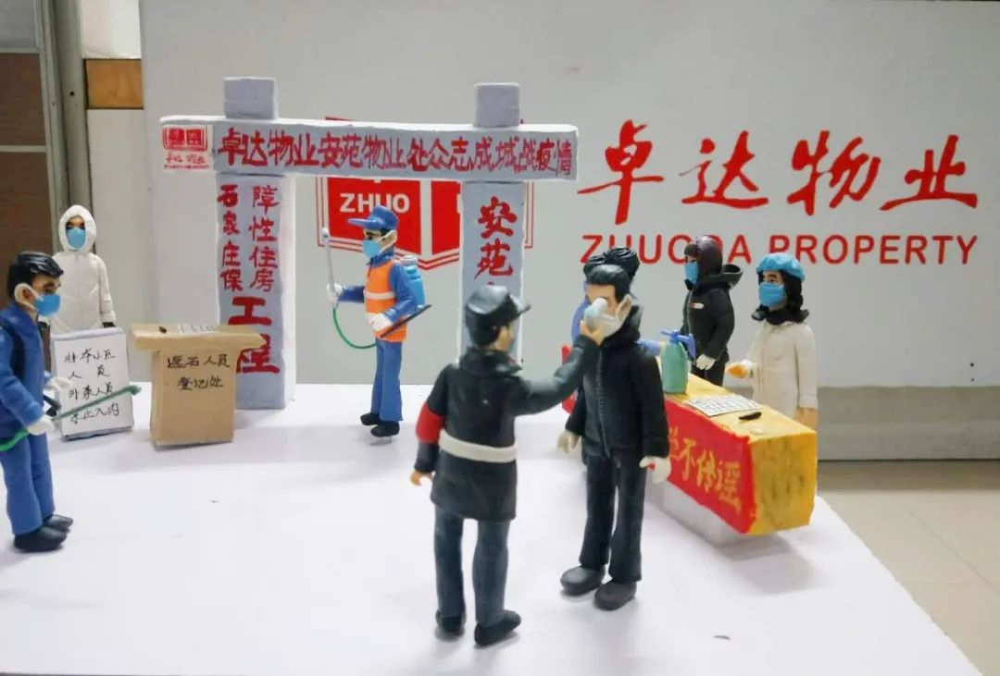 卓达物业安苑物业处众志成城战疫情
石家庄保
障性住房
工程
安苑
ZHUO
卓达物业
ZHUODA PROPERTY
非本小区
人员
外来人员
禁止入内
返石人员
登记处
不传谣